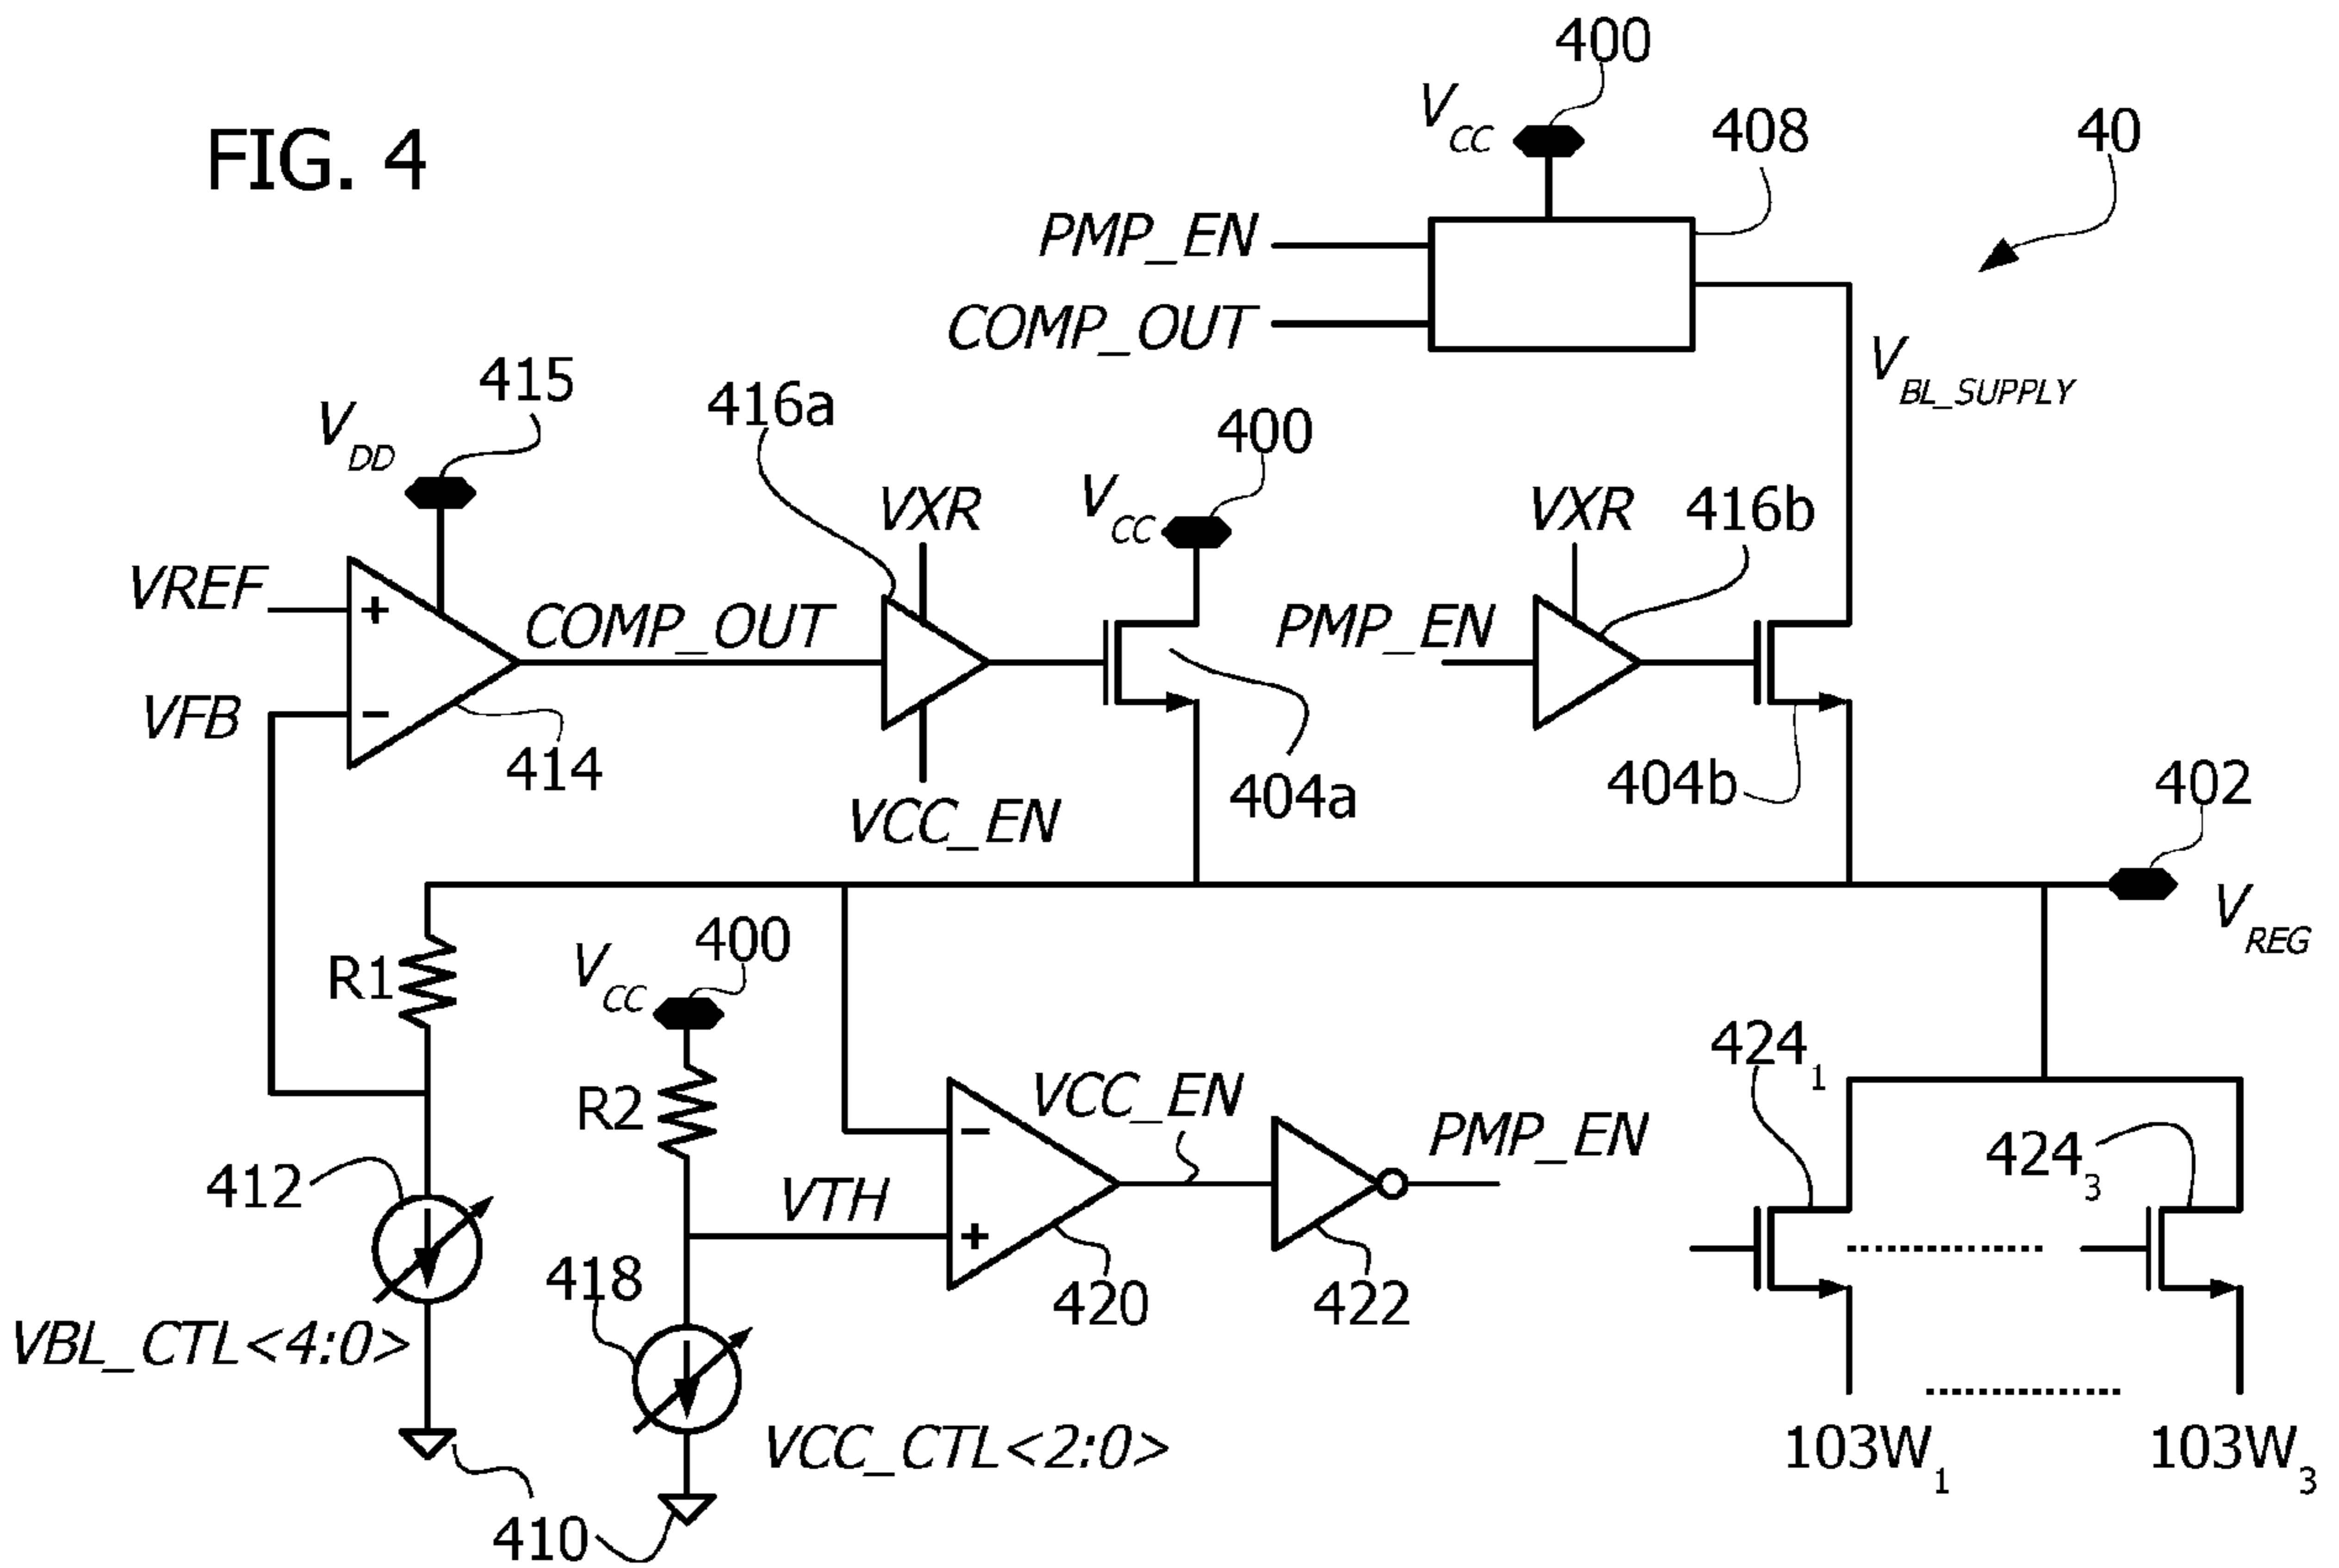 FIG. 4
400
VCC
408
40
PMP_EN
COMP_OUT
VBL_SUPPLY
415
VDD
416a
400
VCC
VXR
VXR
416b
VREF
+
COMP_OUT
PMP_EN
VFB
-
414
VCC_EN
404a
404b
402
VREG
400
VCC
R1
R2
4241
4243
VCC_EN
PMP_EN
-
412
VTH
+
418
420
422
VBL_CTL<4:0>
VCC_CTL<2:0>
103W1
103W3
410